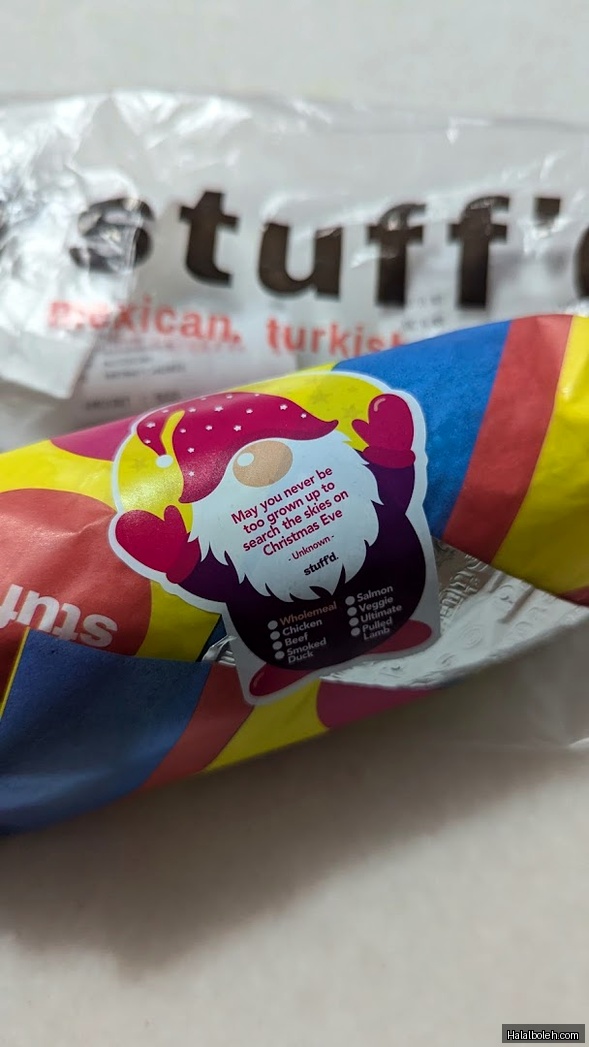 stuff'd
mexican, turkish
May you never be
too grown up to
search the skies on
Christmas Eve
- Unknown -
stuff'd.
Wholemeal
Chicken
Beef
Smoked
Duck
Salmon
Veggie
Ultimate
Pulled
Lamb
stuf
Halalboleh.com